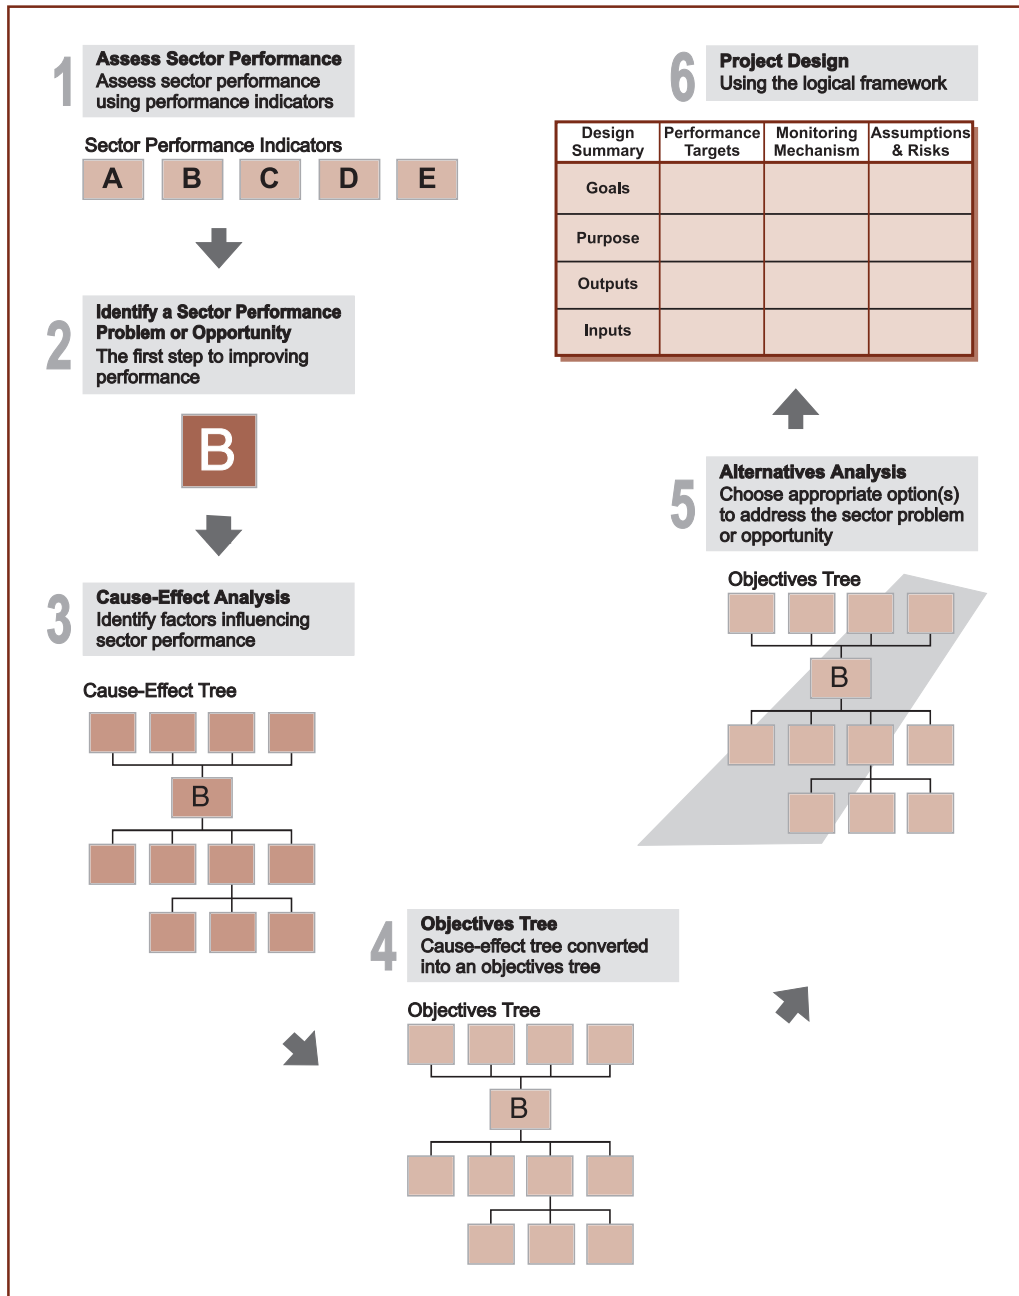 1
Assess Sector Performance
Assess sector performance
using performance indicators
Sector Performance Indicators
A B C D E
2
Identify a Sector Performance
Problem or Opportunity
The first step to improving
performance
B
3
Cause-Effect Analysis
Identify factors influencing
sector performance
Cause-Effect Tree
B
4
Objectives Tree
Cause-effect tree converted
into an objectives tree
Objectives Tree
B
5
Alternatives Analysis
Choose appropriate option(s)
to address the sector problem
or opportunity
Objectives Tree
B
6
Project Design
Using the logical framework
Design Performance Monitoring Assumptions
Summary Targets Mechanism & Risks
Goals
Purpose
Outputs
Inputs